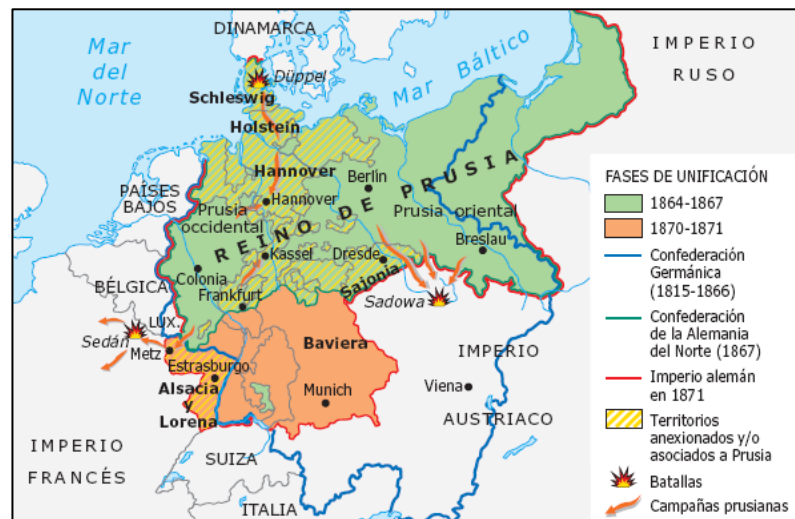 DINAMARCA
Mar
del
Norte
Düppel
Schleswig
Holstein
Mar Báltico
IMPERIO
RUSO
PAÍSES
BAJOS
Hannover
Hannover
Berlín
REINO DE PRUSIA
Prusia
occidental
Prusia oriental
Kassel
Dresde
Breslau
Colonia
BÉLGICA
Frankfurt
Sajonia
Sadowa
LUX.
Sedán
Metz
Estrasburgo
Alsacia
y
Lorena
Baviera
Munich
IMPERIO
Viena
AUSTRIACO
IMPERIO
FRANCÉS
SUIZA
ITALIA
FASES DE UNIFICACIÓN
1864-1867
1870-1871
Confederación
Germánica
(1815-1866)
Confederación
de la Alemania
del Norte (1867)
Imperio alemán
en 1871
Territorios
anexionados y/o
asociados a Prusia
Batallas
Campañas prusianas